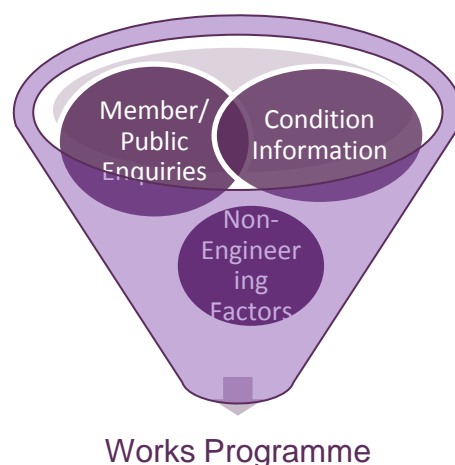 Member/
Public
Enquiries
Condition
Information
Non-
Engineer
ing
Factors
Works Programme